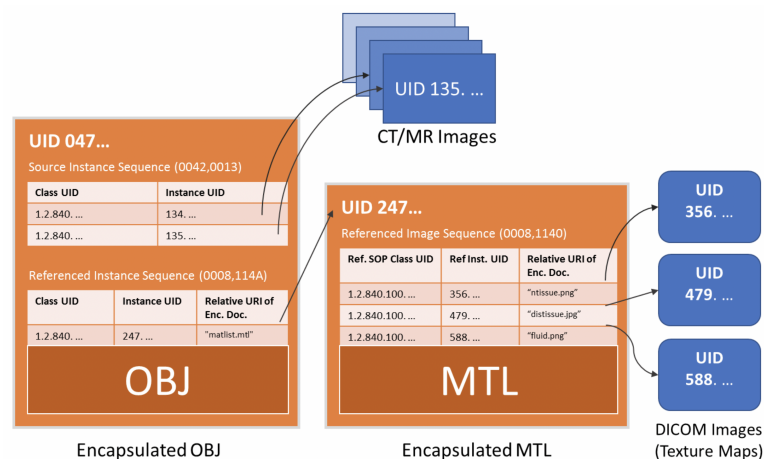 UID 135. ...
CT/MR Images
UID 047...
Source Instance Sequence (0042,0013)
Class UID Instance UID
1.2.840. ... 134. ...
1.2.840. ... 135. ...
Referenced Instance Sequence (0008,114A)
Class UID Instance UID Relative URI of
Enc. Doc.
1.2.840. ... 247. ... "matlist.mtl"
OBJ
Encapsulated OBJ
UID 247...
Referenced Image Sequence (0008,1140)
Ref. SOP Class UID Ref Inst. UID Relative URI of
Enc. Doc.
1.2.840.100. ... 356. ... "ntissue.png"
1.2.840.100. ... 479. ... "distissue.jpg"
1.2.840.100. ... 588. ... "fluid.png"
MTL
Encapsulated MTL
UID
356. ...
UID
479. ...
UID
588. ...
DICOM Images
(Texture Maps)